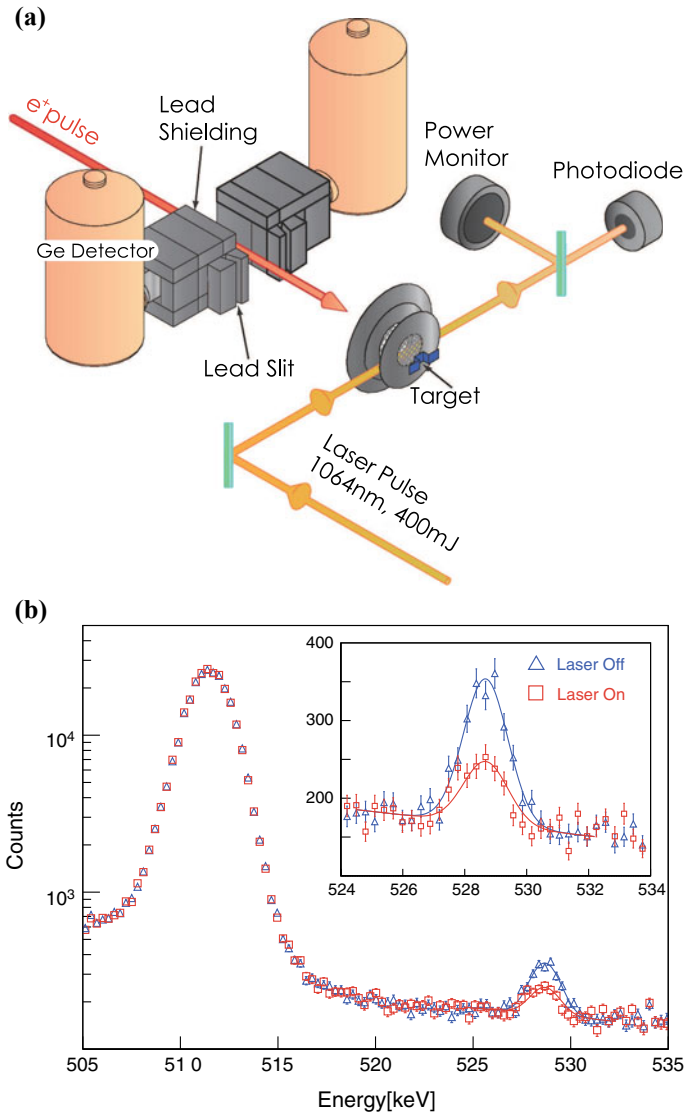 (a)
e+pulse
Lead
Shielding
Ge Detector
Lead Slit
Power
Monitor
Photodiode
Target
Laser Pulse
1064nm, 400mJ
(b)
Counts
10⁴
10³
505
51 0
515
520
525
530
535
Energy[keV]
400
300
200
524
526
528
530
532
534
Laser Off
Laser On